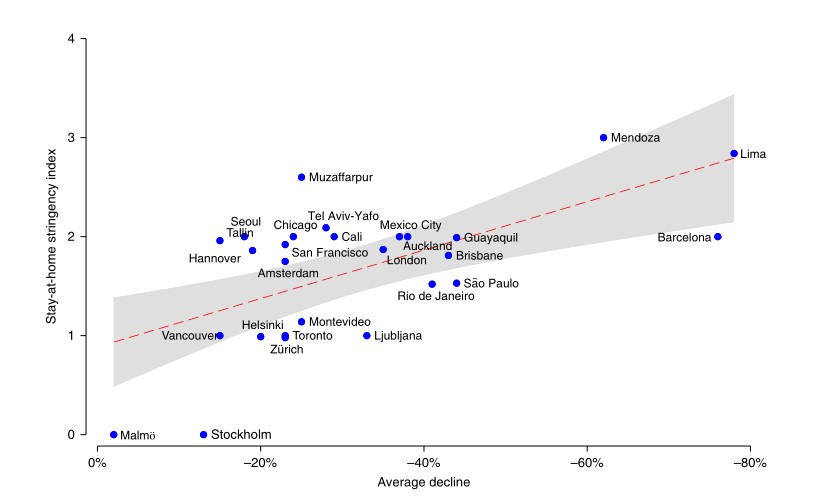 4
3
2
1
0
Stay-at-home stringency index
Mendoza
Lima
Muzaffarpur
Seoul
Tel Aviv-Yafo
Tallin
Chicago
Cali
Mexico City
Auckland
Guayaquil
Barcelona
Hannover
San Francisco
London
Brisbane
Amsterdam
Rio de Janeiro
São Paulo
Helsinki
Montevideo
Vancouver
Toronto
Ljubljana
Zürich
Malmö
Stockholm
0%
–20%
–40%
–60%
–80%
Average decline